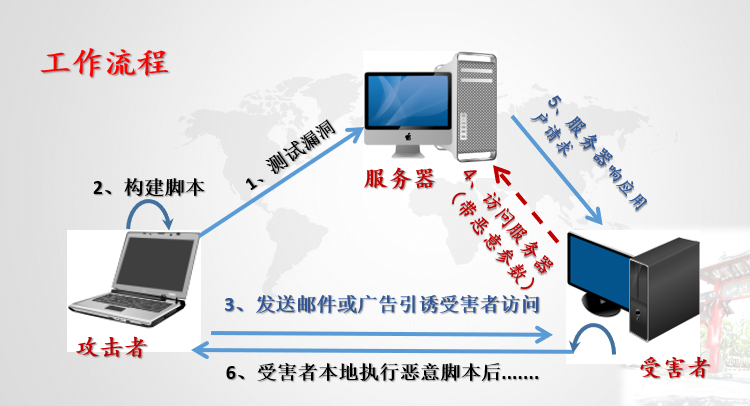 工作流程
1、测试漏洞
2、构建脚本
服务器
5、服务器响应用
户请求
4、访问服务器
（带恶意参数）
3、发送邮件或广告引诱受害者访问
攻击者
受害者
6、受害者本地执行恶意脚本后.......